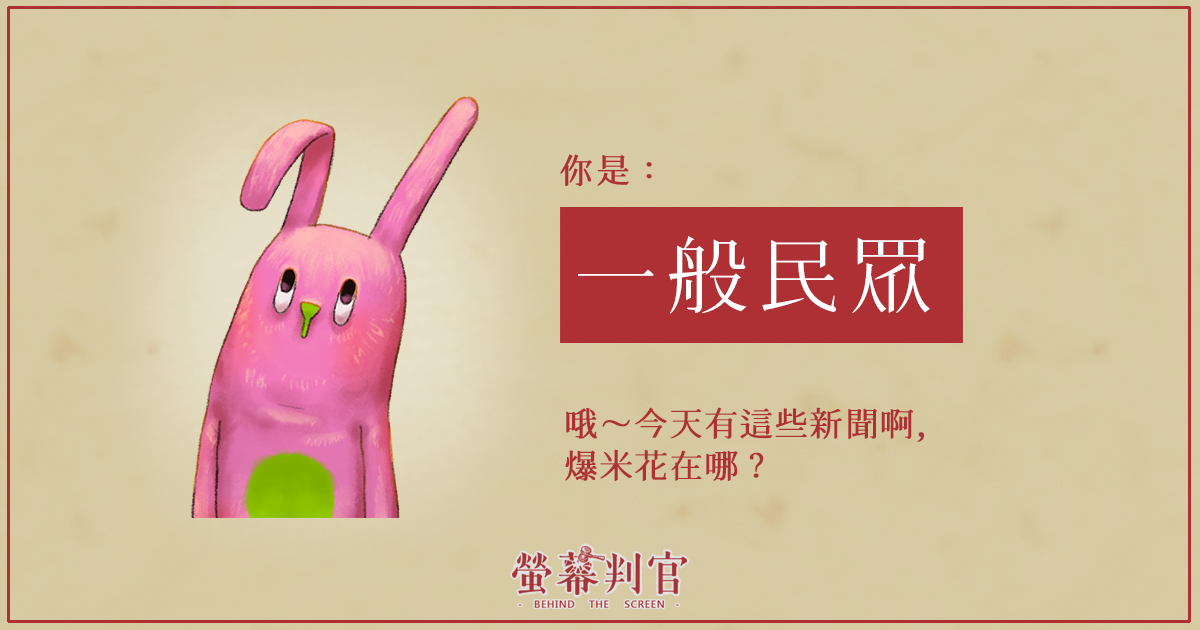 你是：
一般民眾
哦～今天有這些新聞啊,
爆米花在哪？
螢幕判官
- BEHIND THE SCREEN -